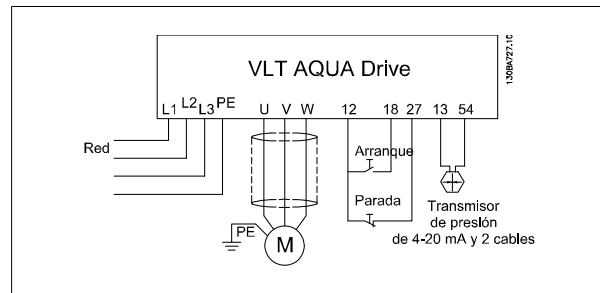 VLT AQUA Drive
130BA727.10
L1 L2 L3 PE U V W 12 18 27 13 54
Red
Arranque
Parada
PE
M
Transmisor
de presión
de 4-20 mA y 2 cables